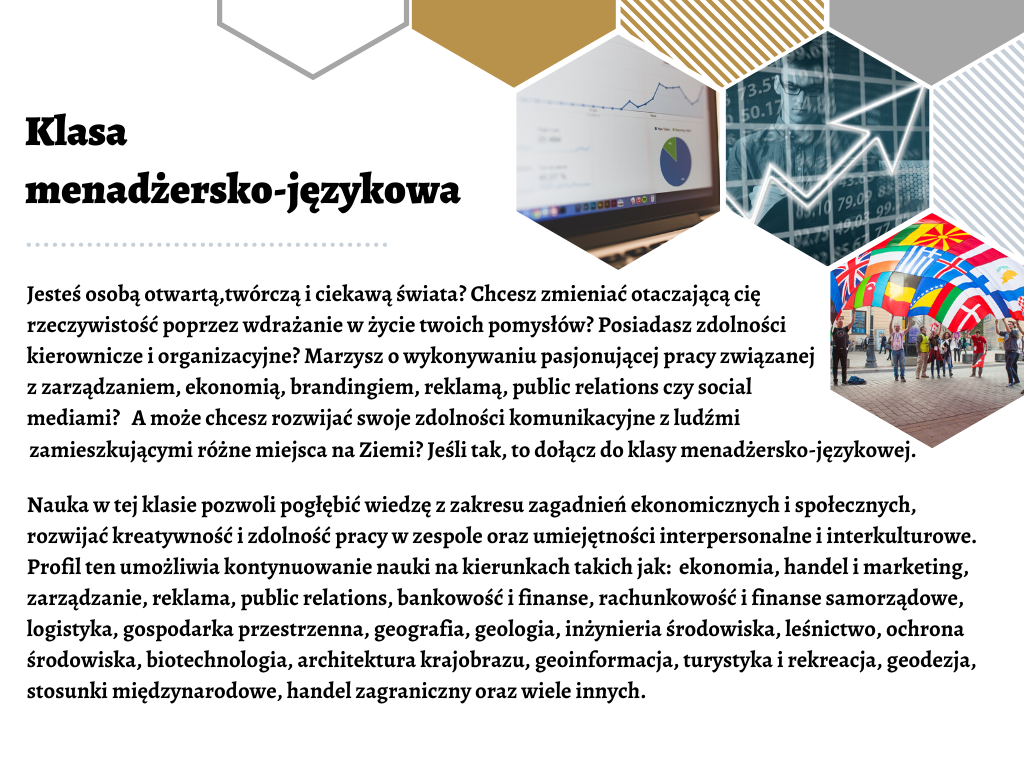 Klasa
menadżersko-językowa
Jesteś osobą otwartą,twórczą i ciekawą świata? Chcesz zmieniać otaczającą cię
rzeczywistość poprzez wdrażanie w życie twoich pomysłów? Posiadasz zdolności
kierownicze i organizacyjne? Marzysz o wykonywaniu pasjonującej pracy związanej
z zarządzaniem, ekonomią, brandingiem, reklamą, public relations czy social
mediami?  A może chcesz rozwijać swoje zdolności komunikacyjne z ludźmi
zamieszkującymi różne miejsca na Ziemi? Jeśli tak, to dołącz do klasy menadżersko-językowej.
Nauka w tej klasie pozwoli pogłębić wiedzę z zakresu zagadnień ekonomicznych i społecznych,
rozwijać kreatywność i zdolność pracy w zespole oraz umiejętności interpersonalne i interkulturowe.
Profil ten umożliwia kontynuowanie nauki na kierunkach takich jak:  ekonomia, handel i marketing,
zarządzanie, reklama, public relations, bankowość i finanse, rachunkowość i finanse samorządowe,
logistyka, gospodarka przestrzenna, geografia, geologia, inżynieria środowiska, leśnictwo, ochrona
środowiska, biotechnologia, architektura krajobrazu, geoinformacja, turystyka i rekreacja, geodezja,
stosunki międzynarodowe, handel zagraniczny oraz wiele innych.